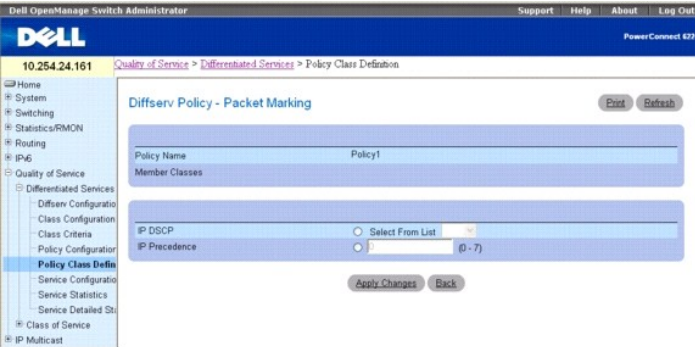 Dell OpenManage Switch Administrator
Support Help About Log Out
DELL
PowerConnect 622
10.254.24.161
Quality of Service > Differentiated Services > Policy Class Definition
Home
System
Switching
Statistics/RMON
Routing
IPv6
Quality of Service
Differentiated Services
Diffserv Configuratio
Class Configuration
Class Criteria
Policy Configuration
Policy Class Defin
Service Configuratio
Service Statistics
Service Detailed Sta
Class of Service
IP Multicast
Diffserv Policy - Packet Marking
Print Refresh
Policy Name Policy1
Member Classes
IP DSCP Select From List
IP Precedence 0 (0 - 7)
Apply Changes Back